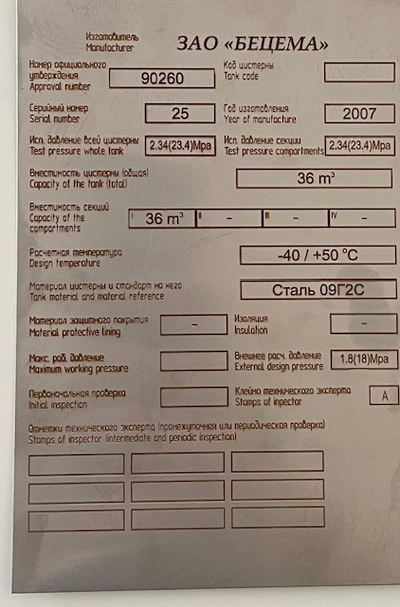 Изготовитель
Manufacturer
ЗАО «БЕЦЕМА»
Номер официального утверждения
Approval number
90260
Код цистерны
Tank code
Серийный номер
Serial number
25
Год изготовления
Year of manufacture
2007
Исп. давление всей цистерны
Test pressure whole tank
2.34(23.4)Mpa
Исп. давление секции
Test pressure compartments
2.34(23.4)Mpa
Вместимость цистерны (общая)
Capacity of the tank (total)
36 m³
Вместимость секций
Capacity of the compartments
I 36 m³ II – III – IV –
Расчетная температура
Design temperature
-40 / +50 °C
Материал цистерны и стандарт на него
Tank material and material reference
Сталь 09Г2С
Материал защитного покрытия
Material protective lining
–
Изоляция
Insulation
–
Макс. раб. давление
Maximum working pressure
Внешнее расч. давление
External design pressure
1.8(18)Mpa
Первоначальная проверка
Initial inspection
Клеймо технического эксперта
Stamps of inpector
A
Отметки технического эксперта (промежуточная или периодическая проверка)
Stamps of inspector (intermediate and periodic inspection)